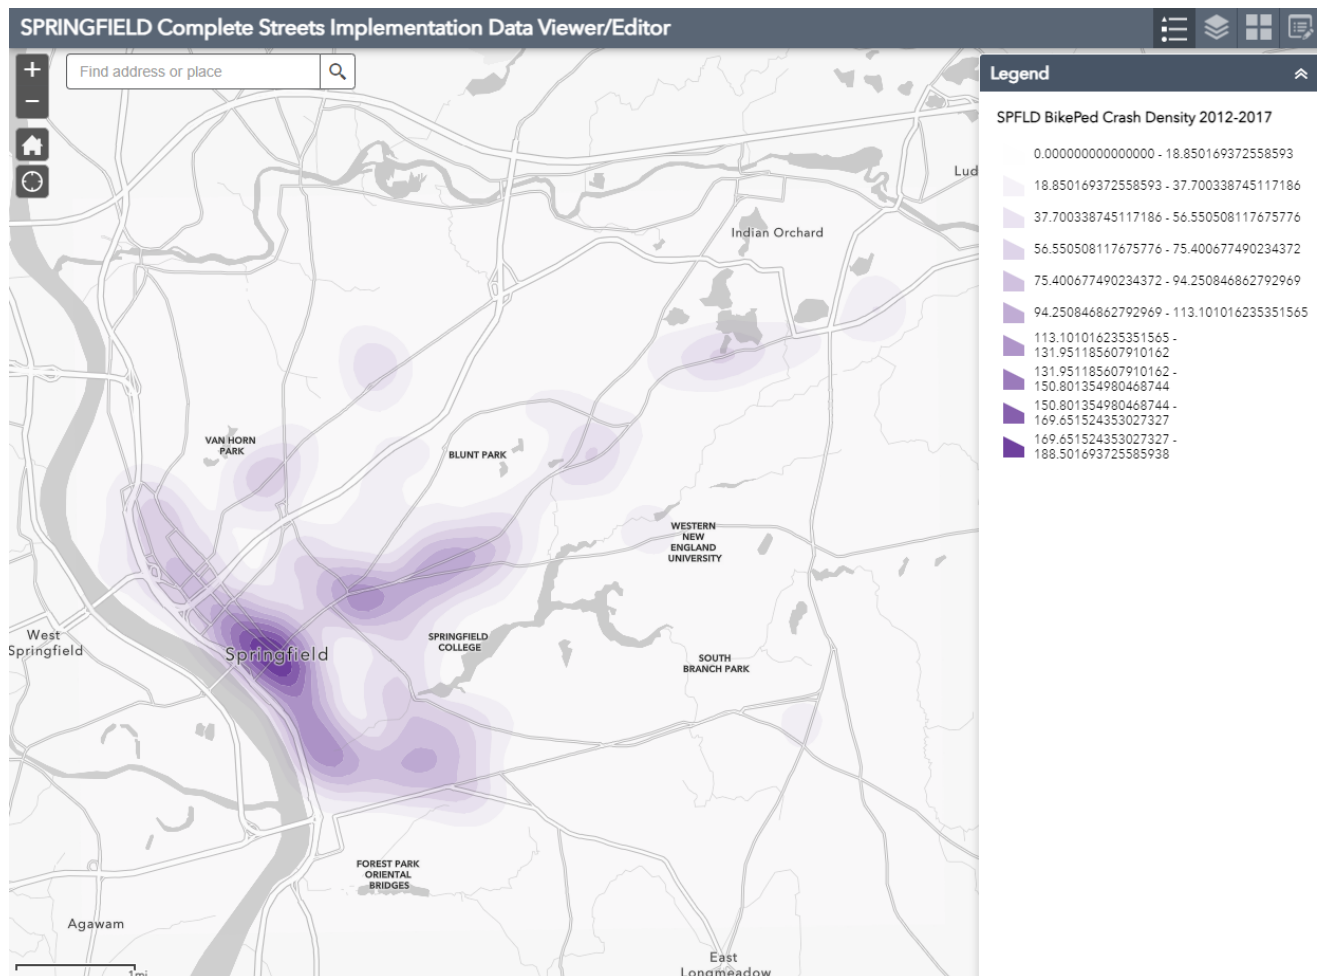 SPRINGFIELD Complete Streets Implementation Data Viewer/Editor
+
Find address or place
−
Legend
SPFLD BikePed Crash Density 2012-2017
0.000000000000000 - 18.850169372558593
18.850169372558593 - 37.700338745117186
37.700338745117186 - 56.550508117675776
56.550508117675776 - 75.400677490234372
75.400677490234372 - 94.250846862792969
94.250846862792969 - 113.101016235351565
113.101016235351565 -
131.951185607910162
131.951185607910162 -
150.801354980468744
150.801354980468744 -
169.651524353027327
169.651524353027327 -
188.501693725585938
Lud
Indian Orchard
VAN HORN
PARK
BLUNT PARK
WESTERN
NEW
ENGLAND
UNIVERSITY
West
Springfield
Springfield
SPRINGFIELD
COLLEGE
SOUTH
BRANCH PARK
FOREST PARK
ORIENTAL
BRIDGES
Agawam
East
Longmeadow
1mi